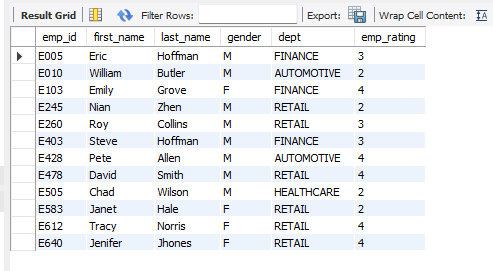 Result Grid Filter Rows: Export: Wrap Cell Content: IA
emp_id first_name last_name gender dept emp_rating
E005 Eric Hoffman M FINANCE 3
E010 William Butler M AUTOMOTIVE 2
E103 Emily Grove F FINANCE 4
E245 Nian Zhen M RETAIL 2
E260 Roy Collins M RETAIL 3
E403 Steve Hoffman M FINANCE 3
E428 Pete Allen M AUTOMOTIVE 4
E478 David Smith M RETAIL 4
E505 Chad Wilson M HEALTHCARE 2
E583 Janet Hale F RETAIL 2
E612 Tracy Norris F RETAIL 4
E640 Jenifer Jhones F RETAIL 4